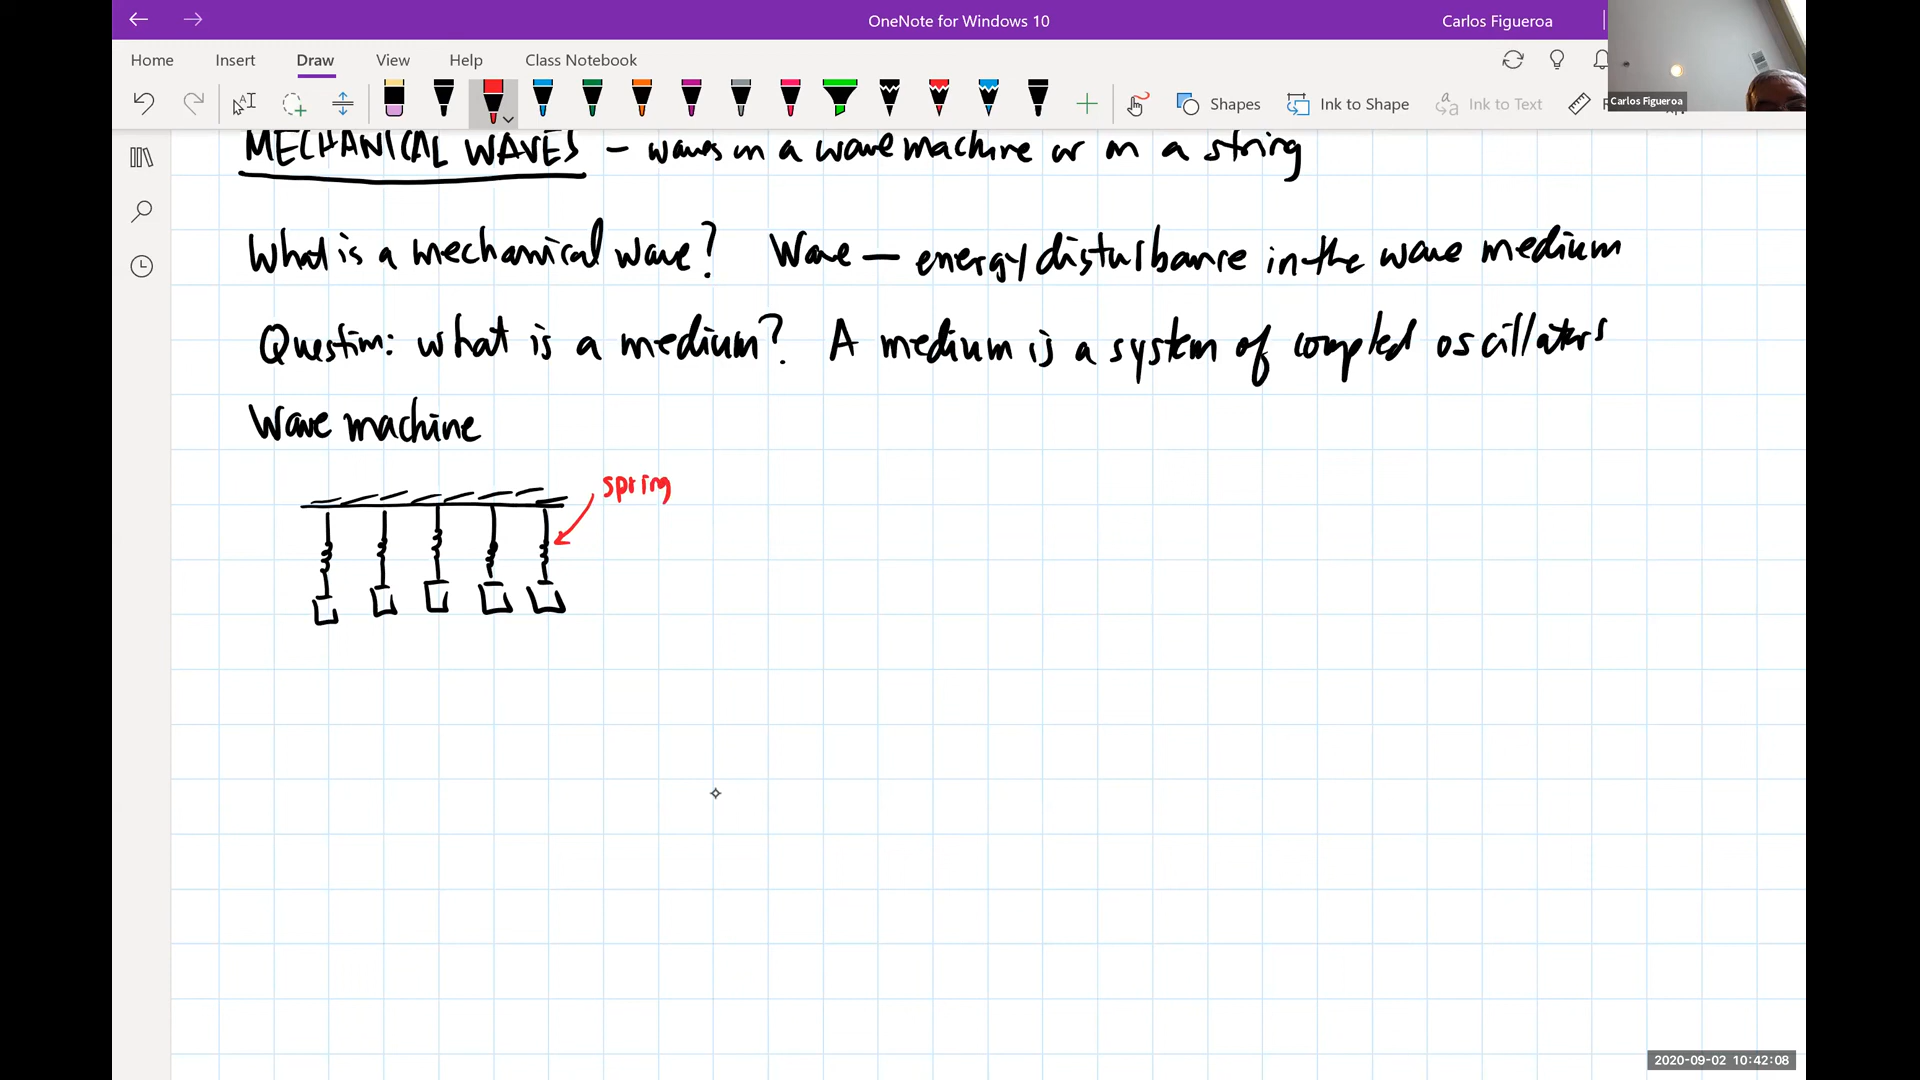 OneNote for Windows 10
Carlos Figueroa
Home Insert Draw View Help Class Notebook
Shapes Ink to Shape Ink to Text
Carlos Figueroa
MECHANICAL WAVES – waves in a wave machine or on a string
What is a mechanical wave? Wave — energy disturbance in the wave medium
Question: what is a medium? A medium is a system of coupled oscillators
Wave machine
spring
2020-09-02 10:42:08